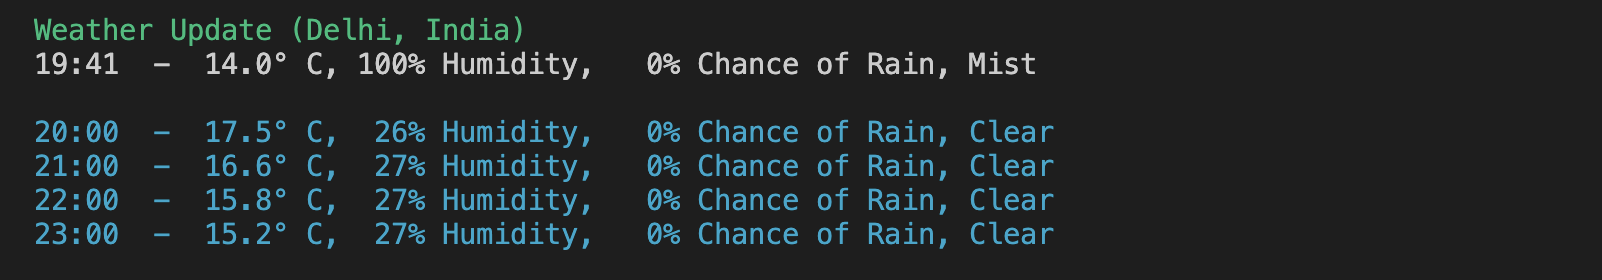 Weather Update (Delhi, India)
19:41  -  14.0° C, 100% Humidity,   0% Chance of Rain, Mist
20:00  -  17.5° C,  26% Humidity,   0% Chance of Rain, Clear
21:00  -  16.6° C,  27% Humidity,   0% Chance of Rain, Clear
22:00  -  15.8° C,  27% Humidity,   0% Chance of Rain, Clear
23:00  -  15.2° C,  27% Humidity,   0% Chance of Rain, Clear